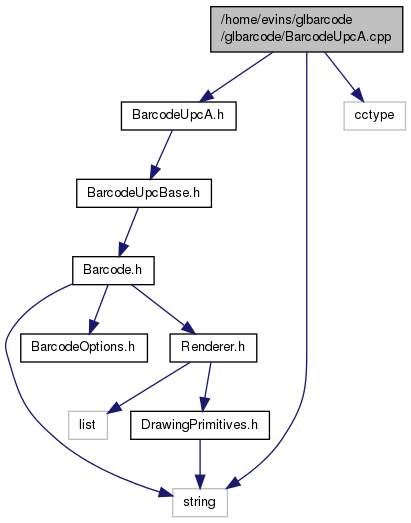 /home/evins/glbarcode
/glbarcode/BarcodeUpcA.cpp
BarcodeUpcA.h
cctype
BarcodeUpcBase.h
Barcode.h
BarcodeOptions.h
Renderer.h
list
DrawingPrimitives.h
string